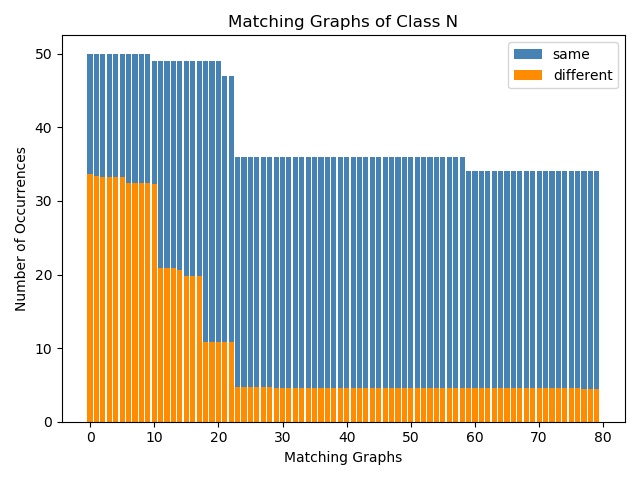 Matching Graphs of Class N
same
different
Number of Occurrences
50
40
30
20
10
0
0 10 20 30 40 50 60 70 80
Matching Graphs